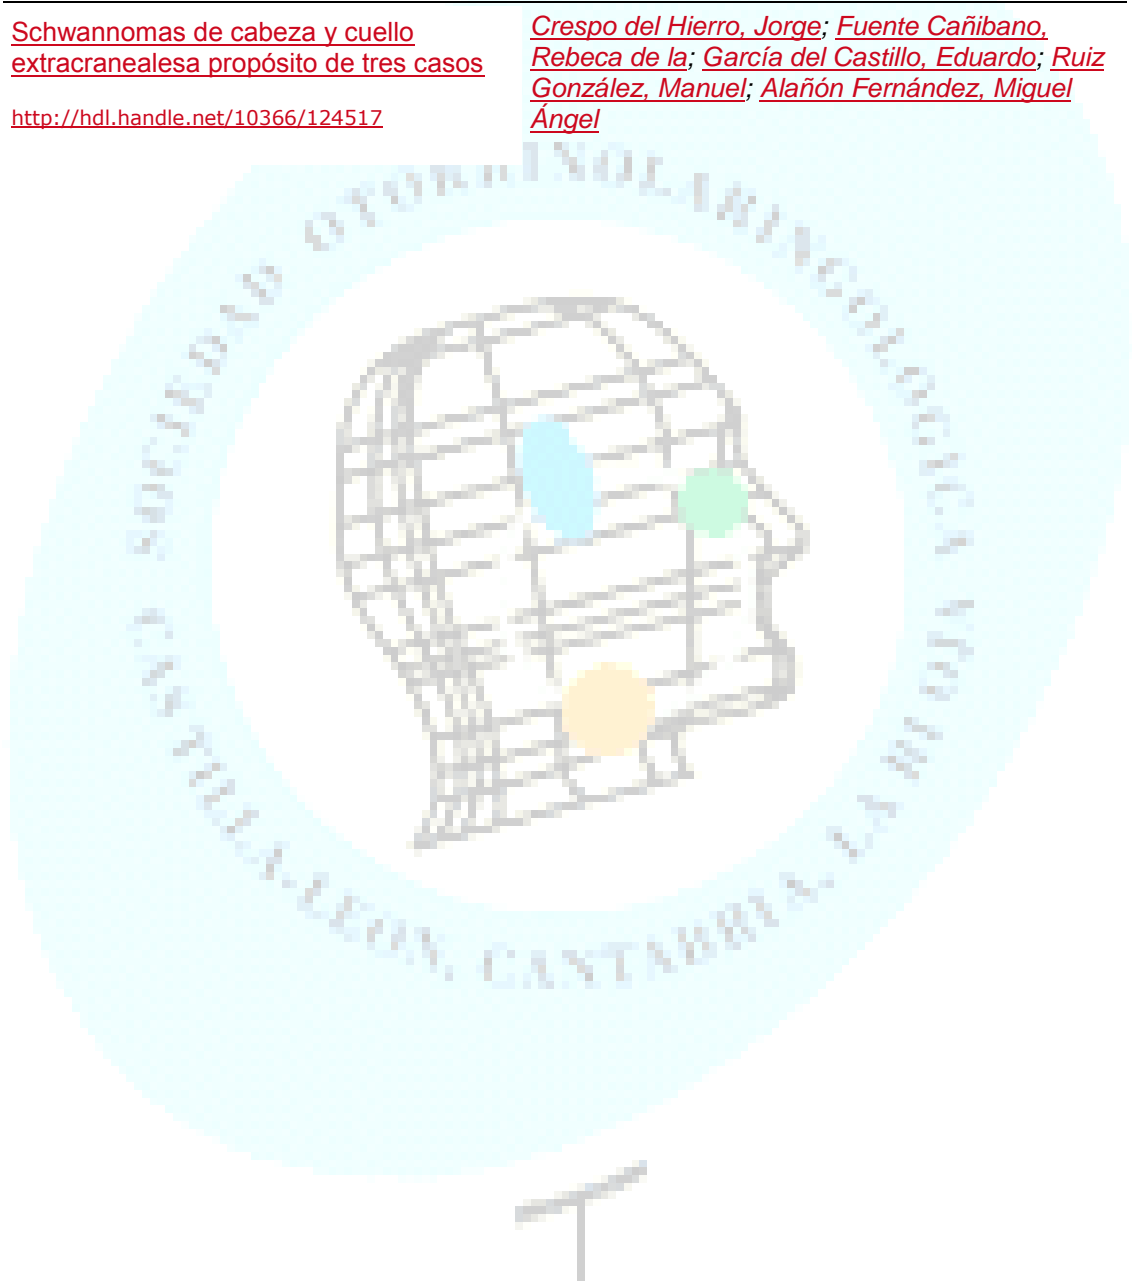 Schwannomas de cabeza y cuello
extracranealesa propósito de tres casos
http://hdl.handle.net/10366/124517
Crespo del Hierro, Jorge; Fuente Cañibano,
Rebeca de la; García del Castillo, Eduardo; Ruiz
González, Manuel; Alañón Fernández, Miguel
Ángel
SOCIEDAD OTORRINOLARINGOLOGICA
CASTILLA-LEON, CANTABRIA, LA RIOJA